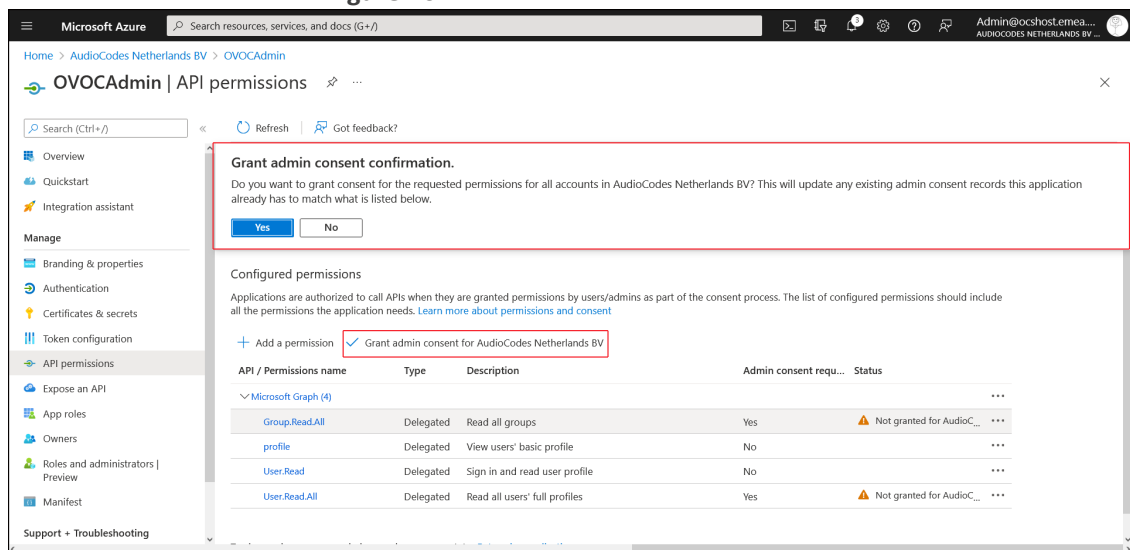 Microsoft Azure
Search resources, services, and docs (G+/)
3
Admin@ocshost.emea....
AUDIOCODES NETHERLANDS BV ...
Home > AudioCodes Netherlands BV > OVOCAdmin
OVOCAdmin | API permissions
Search (Ctrl+/)
Refresh
Got feedback?
Overview
Quickstart
Integration assistant
Manage
Branding & properties
Authentication
Certificates & secrets
Token configuration
API permissions
Expose an API
App roles
Owners
Roles and administrators |
Preview
Manifest
Support + Troubleshooting
Grant admin consent confirmation.
Do you want to grant consent for the requested permissions for all accounts in AudioCodes Netherlands BV? This will update any existing admin consent records this application
already has to match what is listed below.
Yes
No
Configured permissions
Applications are authorized to call APIs when they are granted permissions by users/admins as part of the consent process. The list of configured permissions should include
all the permissions the application needs. Learn more about permissions and consent
Add a permission
Grant admin consent for AudioCodes Netherlands BV
API / Permissions name Type Description Admin consent requ... Status
Microsoft Graph (4)
Group.Read.All Delegated Read all groups Yes Not granted for AudioC...
profile Delegated View users' basic profile No
User.Read Delegated Sign in and read user profile No
User.Read.All Delegated Read all users' full profiles Yes Not granted for AudioC...